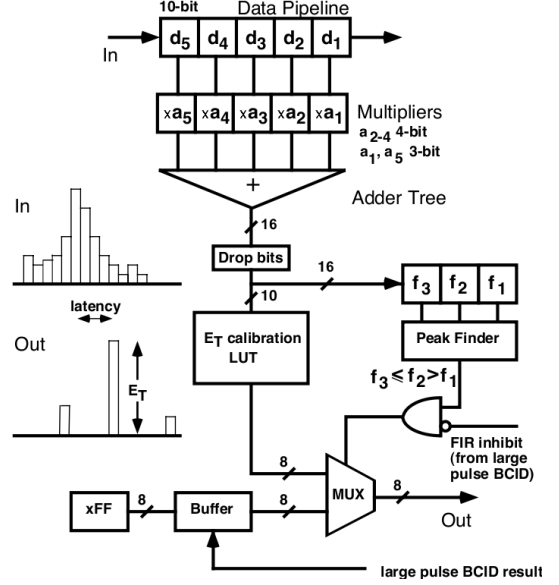 10-bit
Data Pipeline
In
d5 d4 d3 d2 d1
xa5 xa4 xa3 xa2 xa1
Multipliers
a2-4 4-bit
a1, a5 3-bit
+
Adder Tree
In
16
Drop bits
16
10
f3 f2 f1
latency
ET calibration
LUT
Peak Finder
Out
ET
f3 ≤ f2 > f1
FIR inhibit
(from large
pulse BCID)
8
MUX
8
xFF
8
Buffer
8
Out
large pulse BCID result